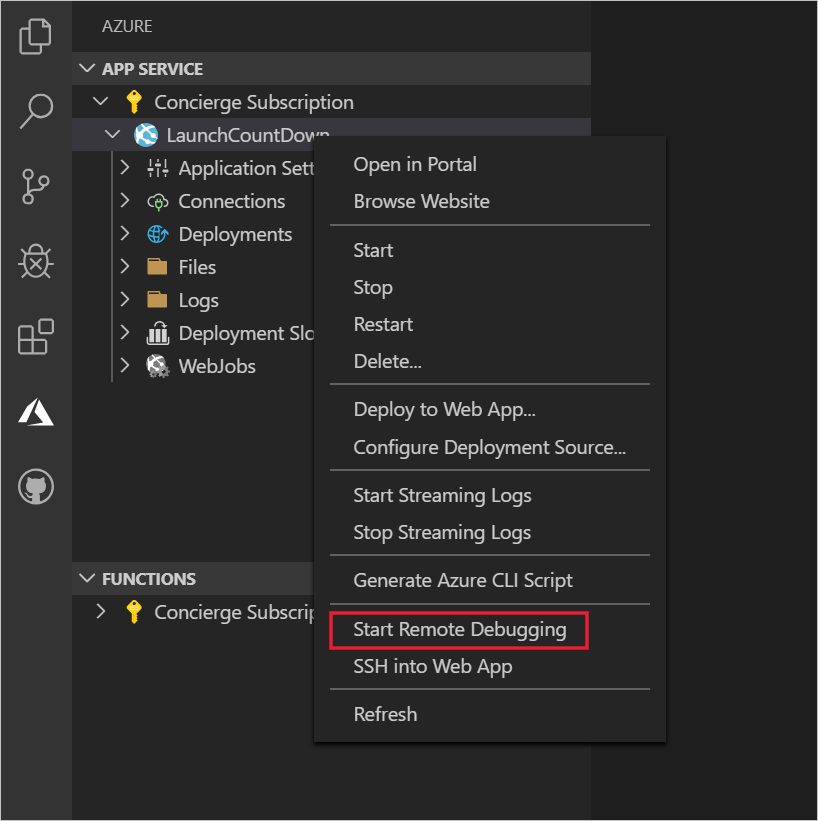 AZURE
APP SERVICE
Concierge Subscription
LaunchCountDown
Application Sett
Connections
Deployments
Files
Logs
Deployment Slo
WebJobs
FUNCTIONS
Concierge Subscrip
Open in Portal
Browse Website
Start
Stop
Restart
Delete...
Deploy to Web App...
Configure Deployment Source...
Start Streaming Logs
Stop Streaming Logs
Generate Azure CLI Script
Start Remote Debugging
SSH into Web App
Refresh